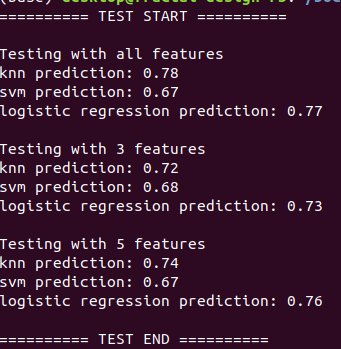 ========== TEST START ==========
Testing with all features
knn prediction: 0.78
svm prediction: 0.67
logistic regression prediction: 0.77
Testing with 3 features
knn prediction: 0.72
svm prediction: 0.68
logistic regression prediction: 0.73
Testing with 5 features
knn prediction: 0.74
svm prediction: 0.67
logistic regression prediction: 0.76
========== TEST END ==========